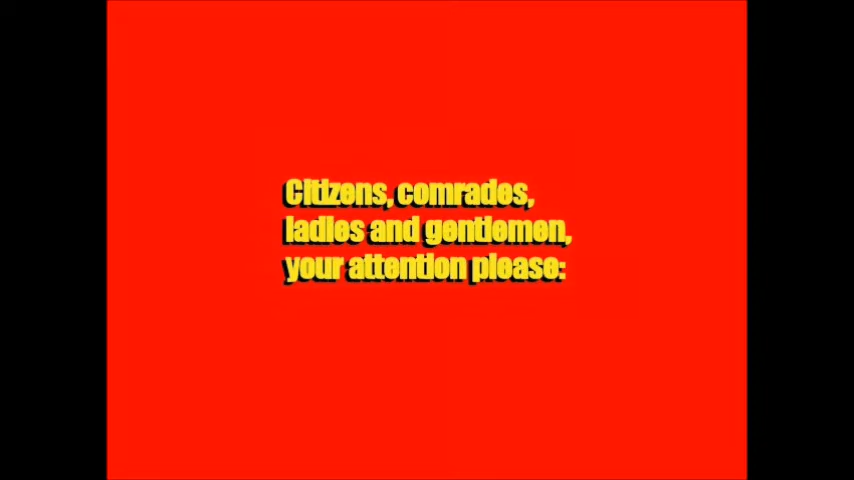 Citizens, comrades,
ladies and gentlemen,
your attention please: